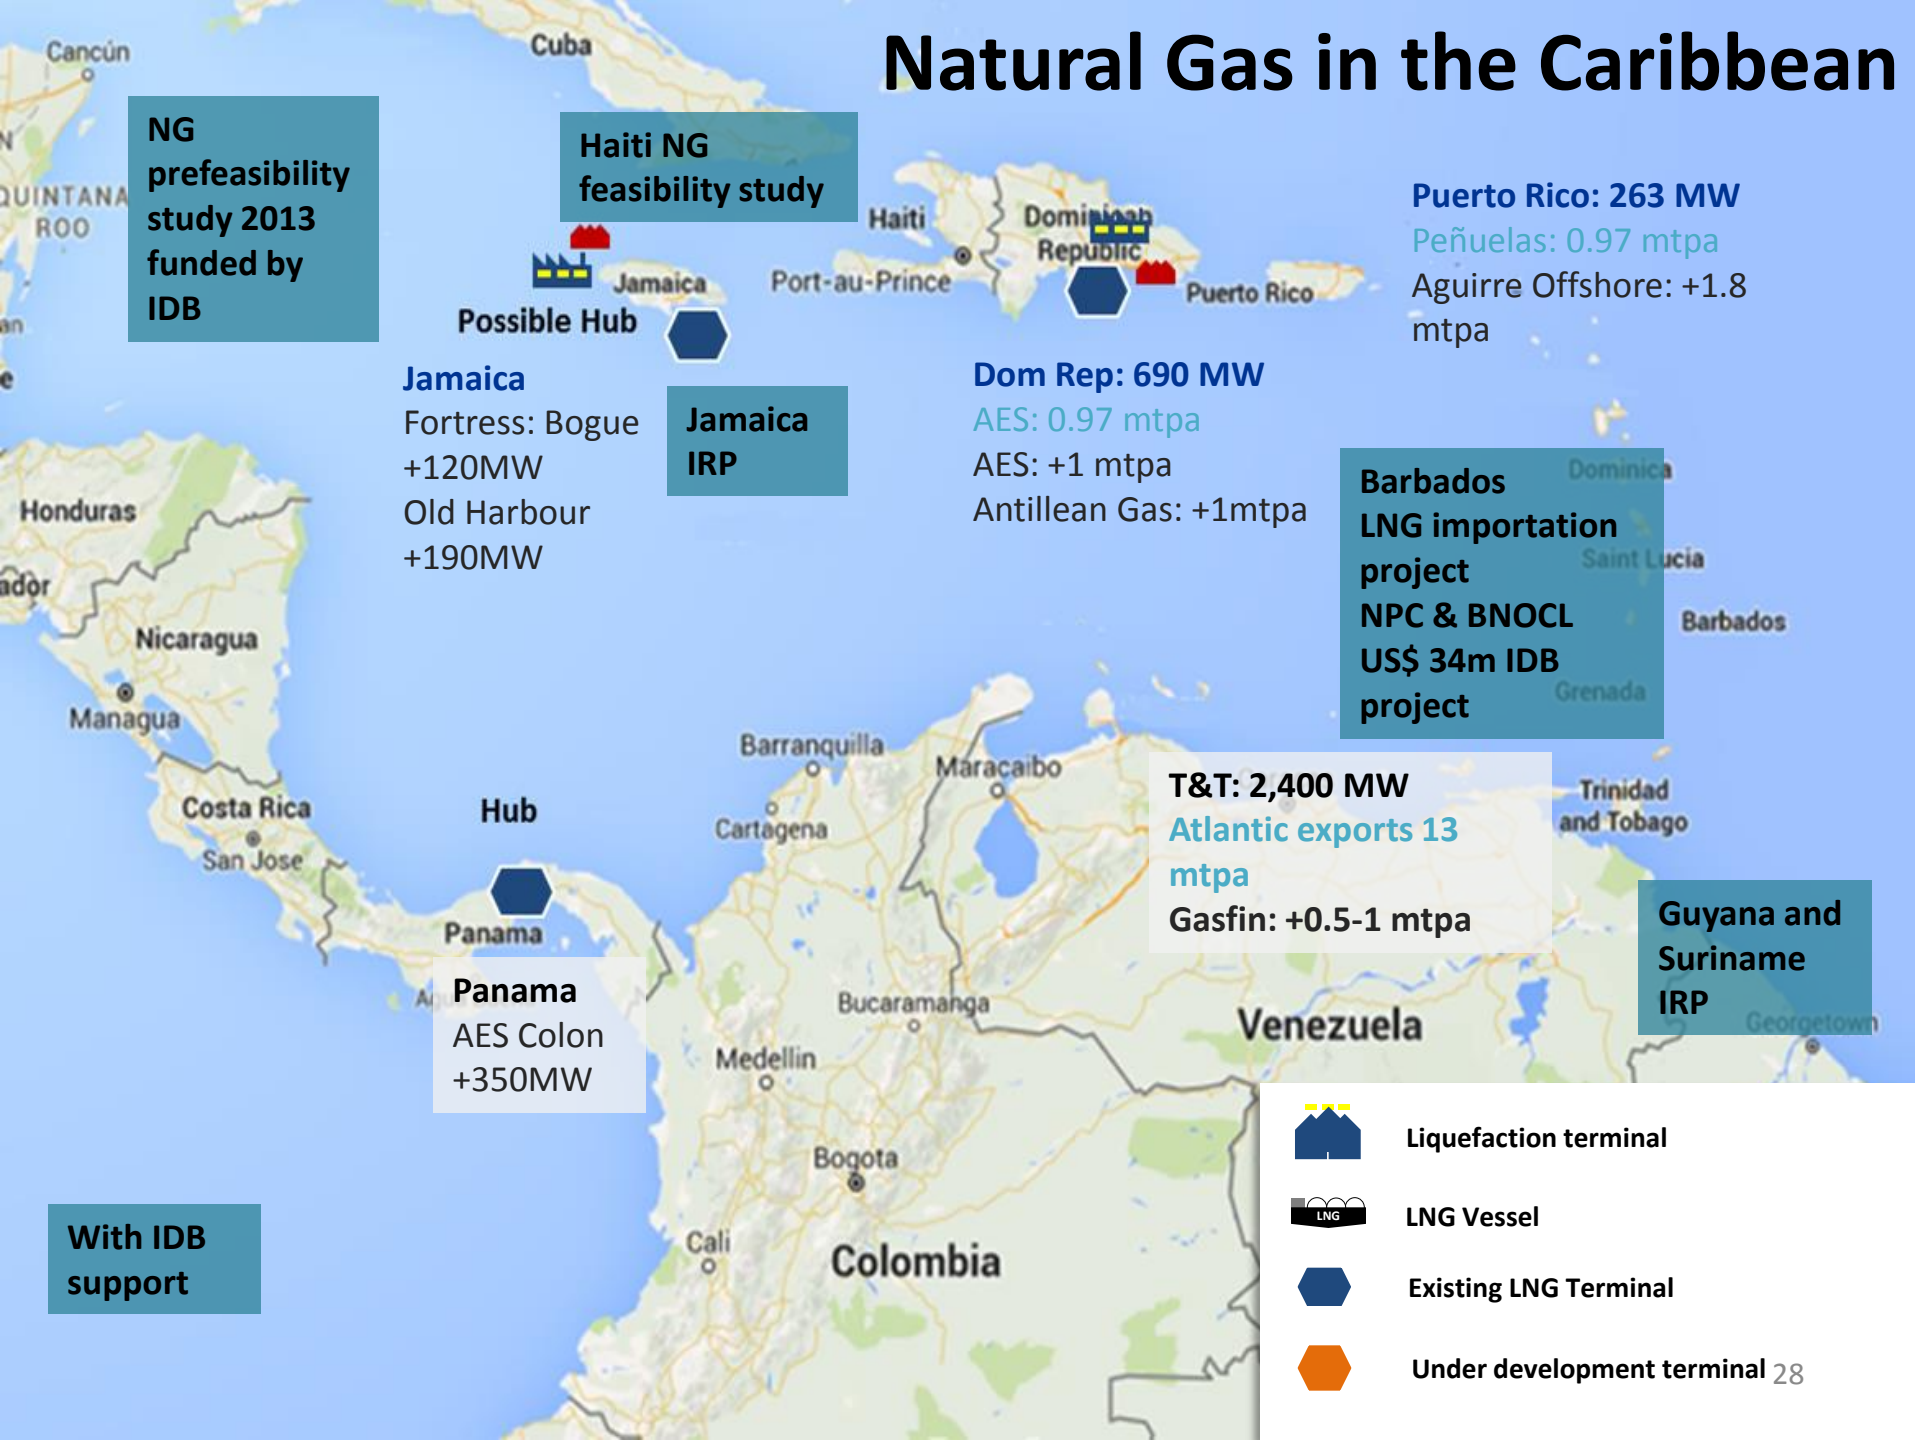 Natural Gas in the Caribbean
Cancún
Cuba
NG
prefeasibility
study 2013
funded by
IDB
QUINTANA
ROO
Haiti NG
feasibility study
Haiti
Port-au-Prince
Dominican
Republic
Puerto Rico
Jamaica
Possible Hub
Puerto Rico: 263 MW
Peñuelas: 0.97 mtpa
Aguirre Offshore: +1.8
mtpa
Jamaica
Fortress: Bogue
+120MW
Old Harbour
+190MW
Jamaica
IRP
Dom Rep: 690 MW
AES: 0.97 mtpa
AES: +1 mtpa
Antillean Gas: +1mtpa
Barbados
LNG importation
project
NPC & BNOCL
US$ 34m IDB
project
Dominica
Saint Lucia
Barbados
Grenada
Honduras
ador
Nicaragua
Managua
Costa Rica
San Jose
Hub
Panama
Panama
AES Colon
+350MW
Barranquilla
Cartagena
Maracaibo
T&T: 2,400 MW
Atlantic exports 13
mtpa
Gasfin: +0.5-1 mtpa
Trinidad
and Tobago
Guyana and
Suriname
IRP
Georgetown
Bucaramanga
Medellin
Venezuela
Bogota
Cali
Colombia
With IDB
support
Liquefaction terminal
LNG
LNG Vessel
Existing LNG Terminal
Under development terminal
28